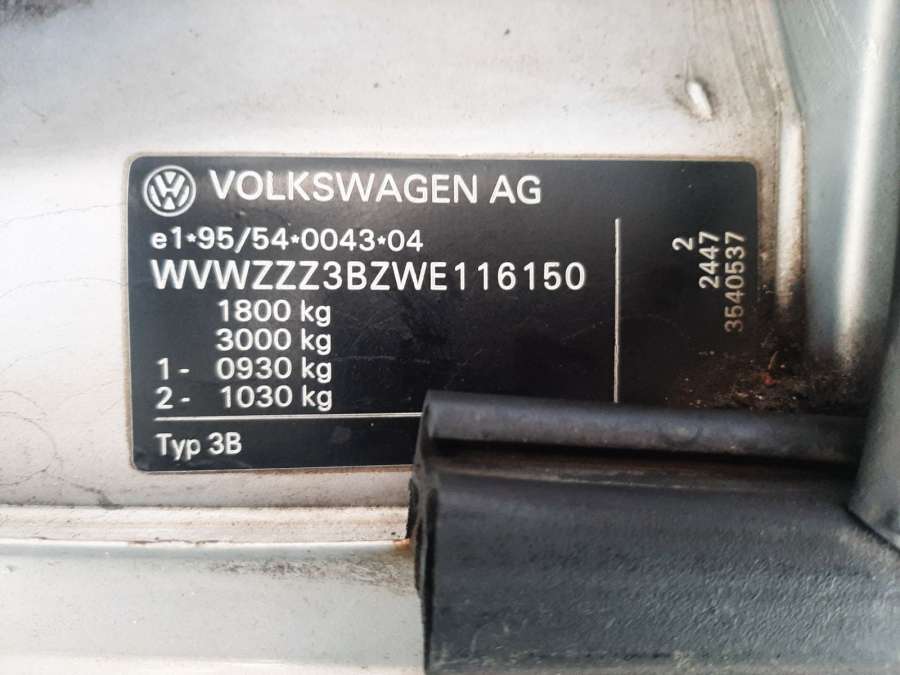 VOLKSWAGEN AG
e1*95/54*0043*04
WVWZZZ3BZWE116150
1800 kg
3000 kg
1- 0930 kg
2- 1030 kg
Typ 3B
2
2447
3540537